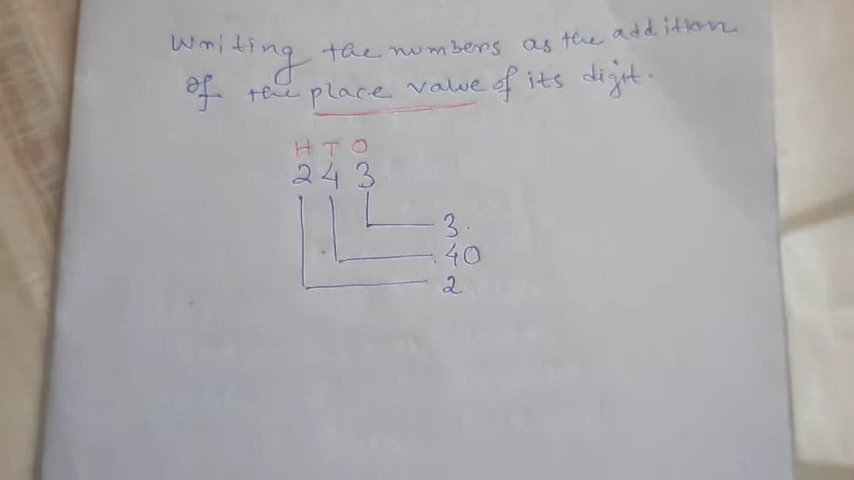 Writing the numbers as the addition
of the place value of its digit.
H T O
2 4 3
3.
40
2